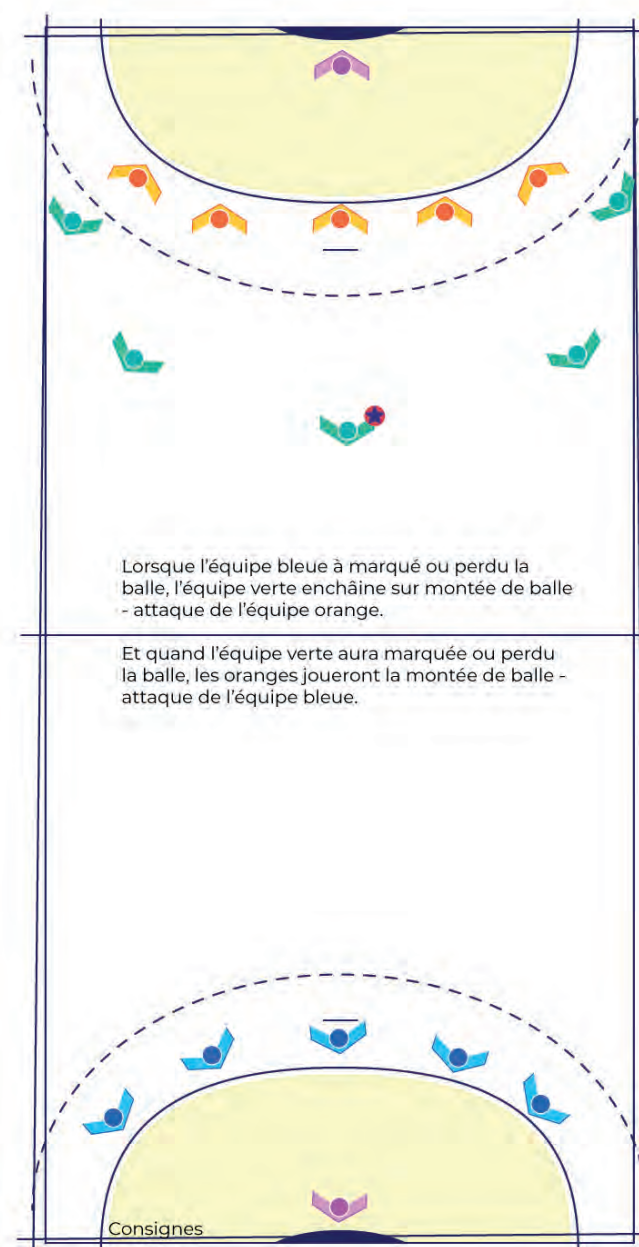 Lorsque l'équipe bleue à marqué ou perdu la
balle, l'équipe verte enchâine sur montée de balle
- attaque de l'équipe orange.
Et quand l'équipe verte aura marquée ou perdu
la balle, les oranges joueront la montée de balle -
attaque de l'équipe bleue.
Consignes